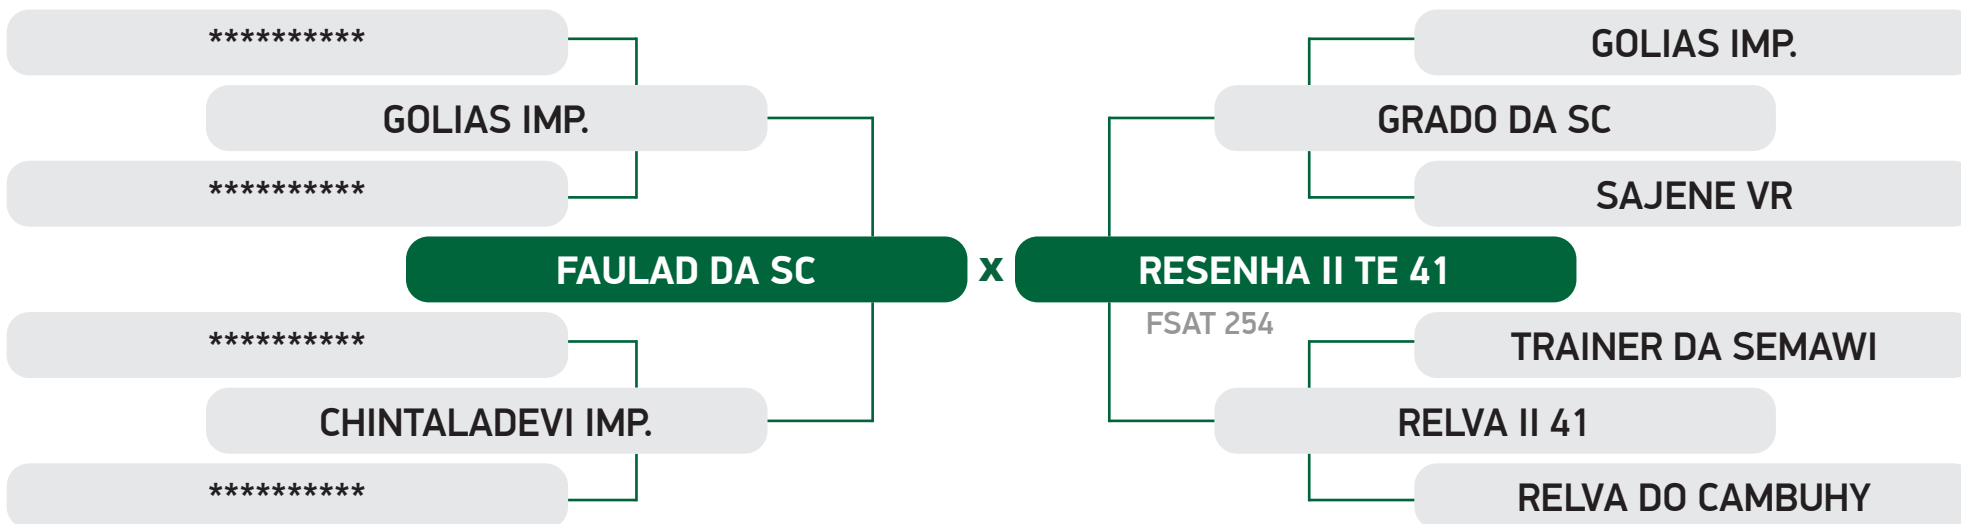 **********
GOLIAS IMP.
**********
FAULAD DA SC
**********
CHINTALADEVI IMP.
**********
x
GOLIAS IMP.
GRADO DA SC
SAJENE VR
RESENHA II TE 41
FSAT 254
TRAINER DA SEMAWI
RELVA II 41
RELVA DO CAMBUHY